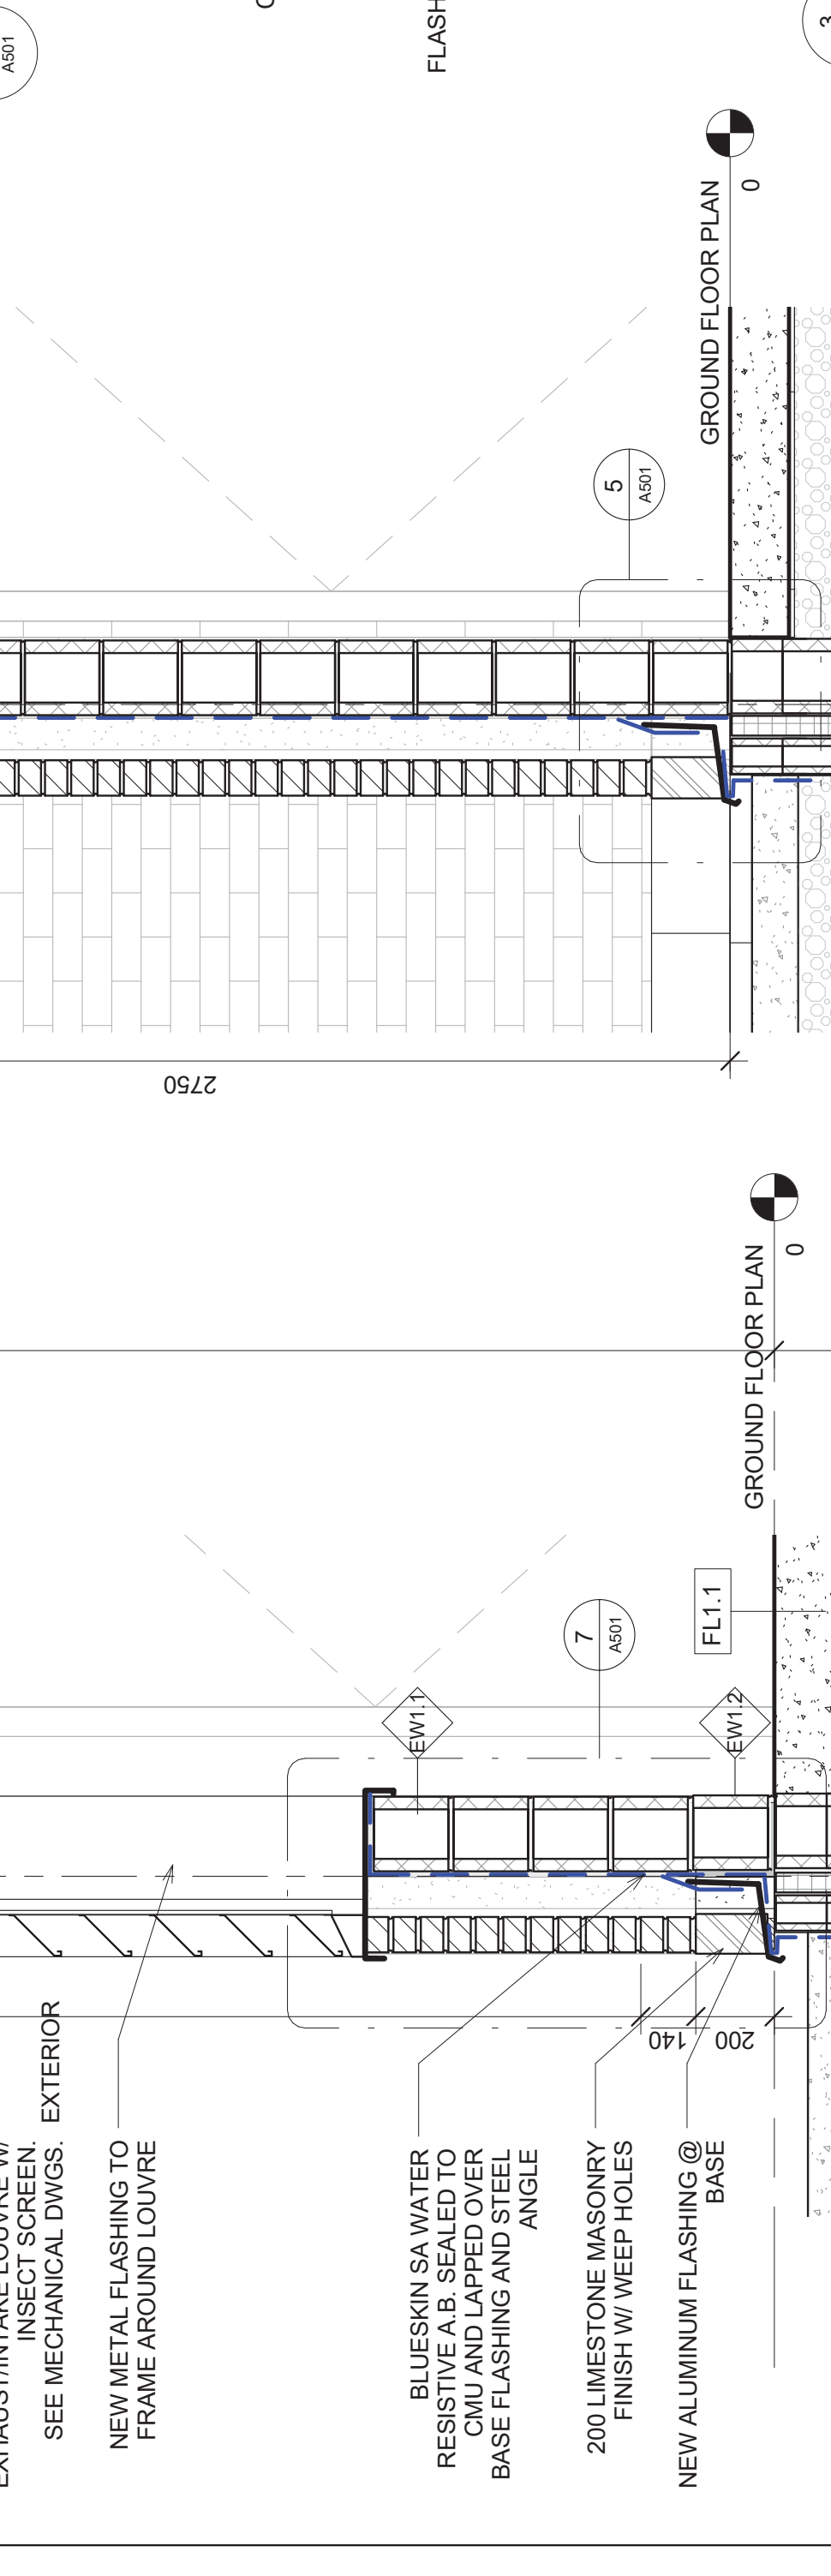 A501
FLASH
GROUND FLOOR PLAN
0
5
A501
2750
GROUND FLOOR PLAN
0
7
A501
FL1.1
EW1.1
EW1.2
140
200
EXHAUST/INTAKE LOUVRE W/
INSECT SCREEN.
SEE MECHANICAL DWGS.
EXTERIOR
NEW METAL FLASHING TO
FRAME AROUND LOUVRE
BLUESKIN SA WATER
RESISTIVE A.B. SEALED TO
CMU AND LAPPED OVER
BASE FLASHING AND STEEL
ANGLE
200 LIMESTONE MASONRY
FINISH W/ WEEP HOLES
NEW ALUMINUM FLASHING @
BASE